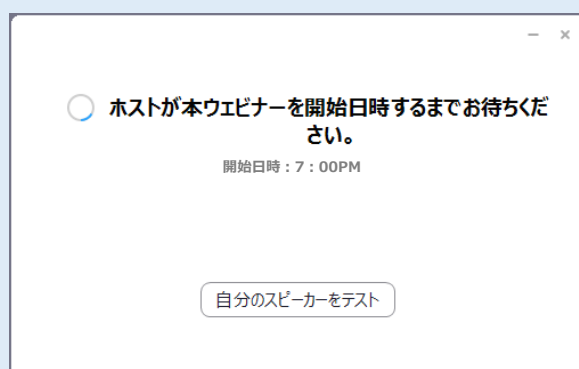 ホストが本ウェビナーを開始日時するまでお待ちくだ
さい。
開始日時：7：00PM
自分のスピーカーをテスト